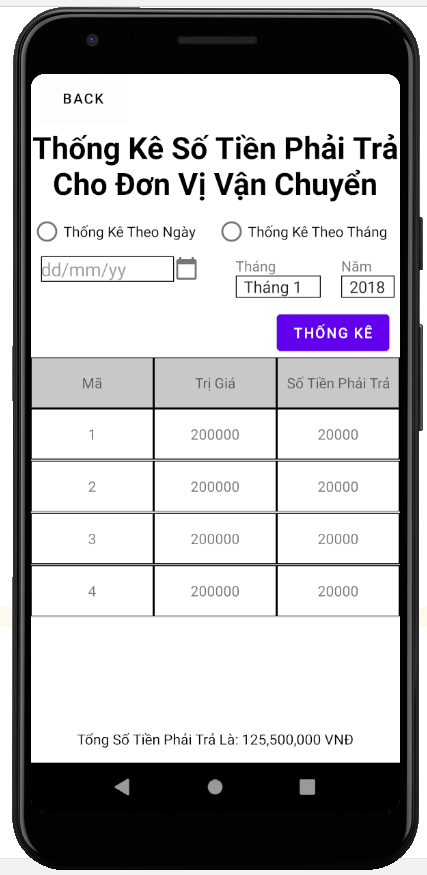 BACK
Thống Kê Số Tiền Phải Trả
Cho Đơn Vị Vận Chuyển
Thống Kê Theo Ngày Thống Kê Theo Tháng
Tháng Năm
dd/mm/yy Tháng 1 2018
THỐNG KÊ
Mã Trị Giá Số Tiền Phải Trả
1 200000 20000
2 200000 20000
3 200000 20000
4 200000 20000
Tổng Số Tiền Phải Trả Là: 125,500,000 VNĐ